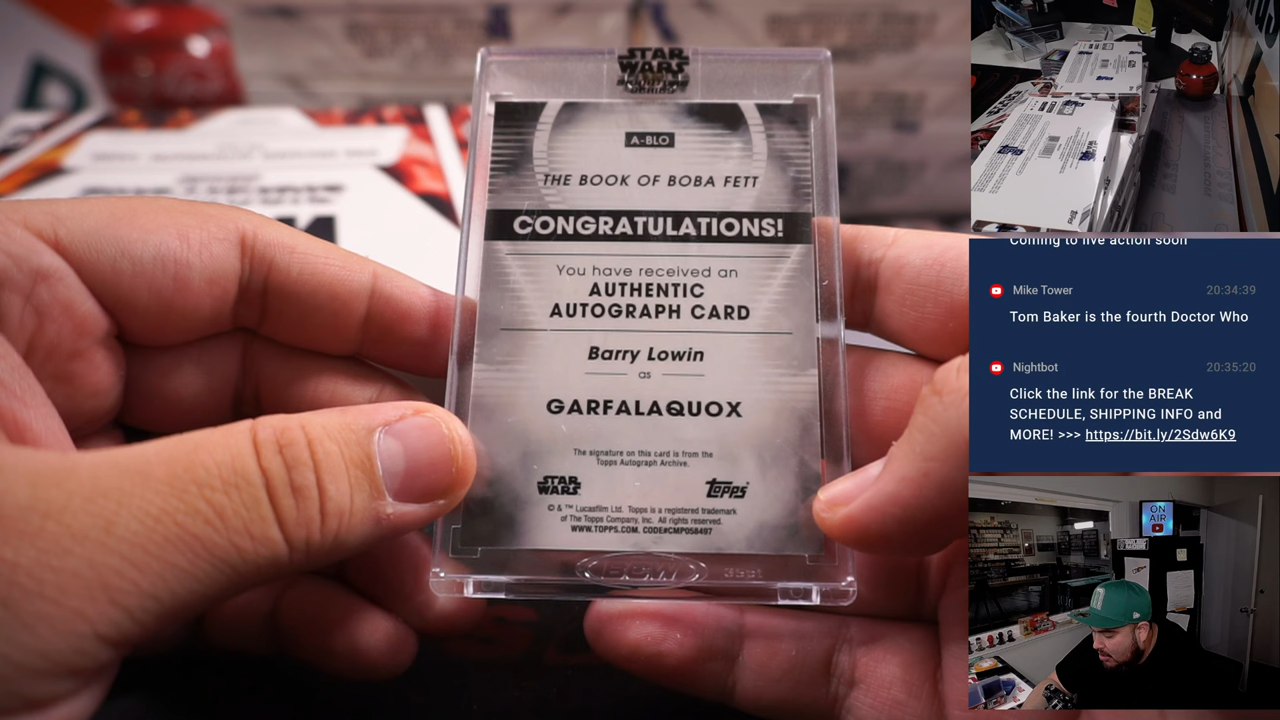 STAR
WARS
A-BLO
THE BOOK OF BOBA FETT
CONGRATULATIONS!
You have received an
AUTHENTIC
AUTOGRAPH CARD
Barry Lowin
as
GARFALAQUOX
The signature on this card is from the
Topps Autograph Archive.
STAR
WARS
Topps
© & ™ Lucasfilm Ltd. Topps is a registered trademark
of The Topps Company, Inc. All rights reserved.
WWW.TOPPS.COM. CODE#CMP058497
BCW 35pt
Coming to live action soon
Mike Tower 20:34:39
Tom Baker is the fourth Doctor Who
Nightbot 20:35:20
Click the link for the BREAK
SCHEDULE, SHIPPING INFO and
MORE! >>> https://bit.ly/2Sdw6K9
ON
AIR